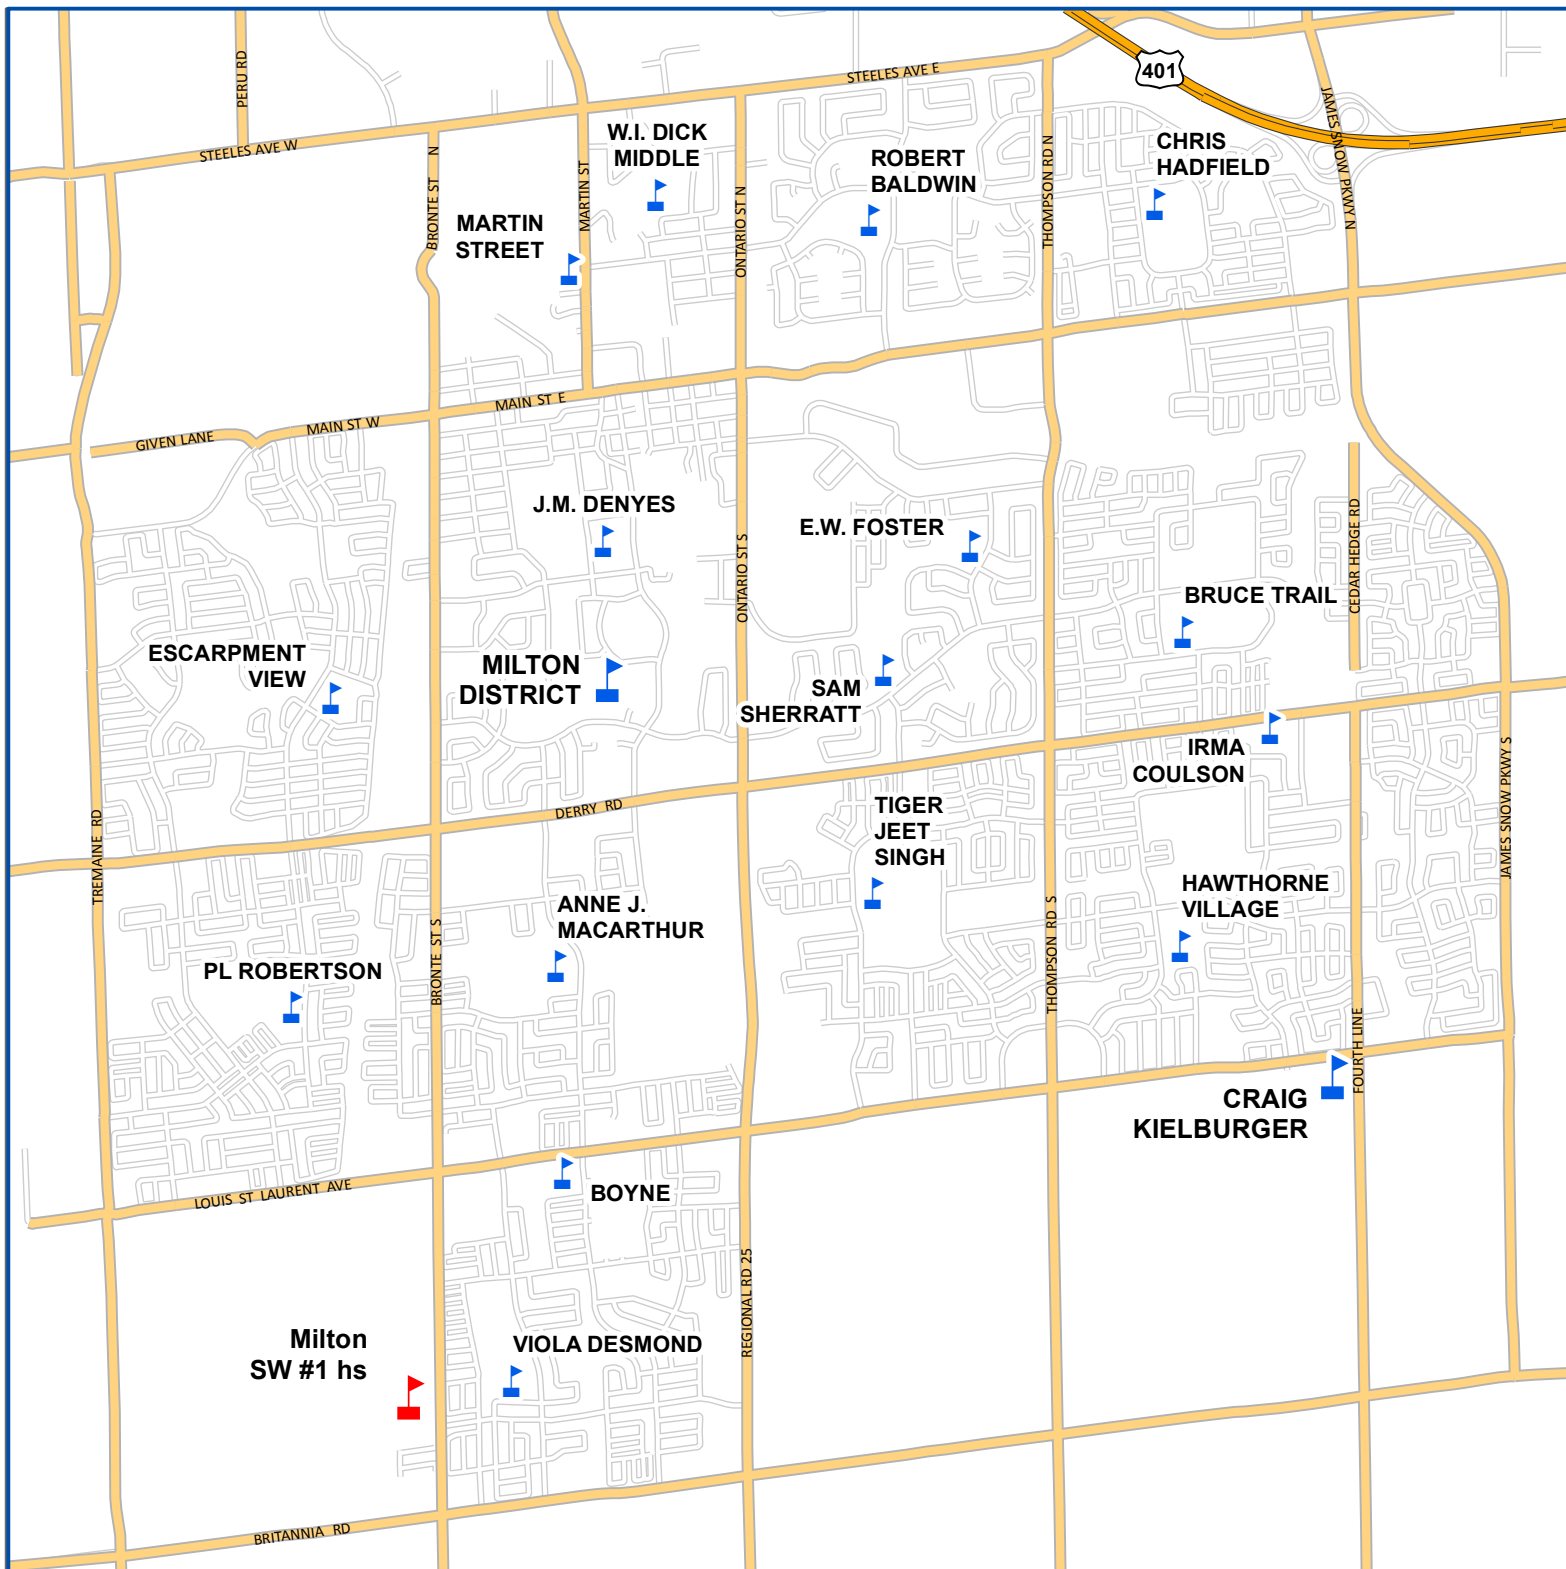 PERU RD
STEELES AVE E
401
STEELES AVE W
BRONTE ST N
MARTIN ST
ONTARIO ST N
THOMPSON RD N
JAMES SNOW PKWY N
W.I. DICK
MIDDLE
ROBERT
BALDWIN
CHRIS
HADFIELD
MARTIN
STREET
GIVEN LANE
MAIN ST W
MAIN ST E
J.M. DENYES
E.W. FOSTER
ONTARIO ST S
CEDAR HEDGE RD
BRUCE TRAIL
ESCARPMENT
VIEW
MILTON
DISTRICT
SAM
SHERRATT
IRMA
COULSON
DERRY RD
TREMAINE RD
JAMES SNOW PKWY S
TIGER
JEET
SINGH
HAWTHORNE
VILLAGE
ANNE J.
MACARTHUR
BRONTE ST S
THOMPSON RD S
PL ROBERTSON
FOURTH LINE
CRAIG
KIELBURGER
LOUIS ST LAURENT AVE
BOYNE
REGIONAL RD 25
Milton
SW #1 hs
VIOLA DESMOND
BRITANNIA RD